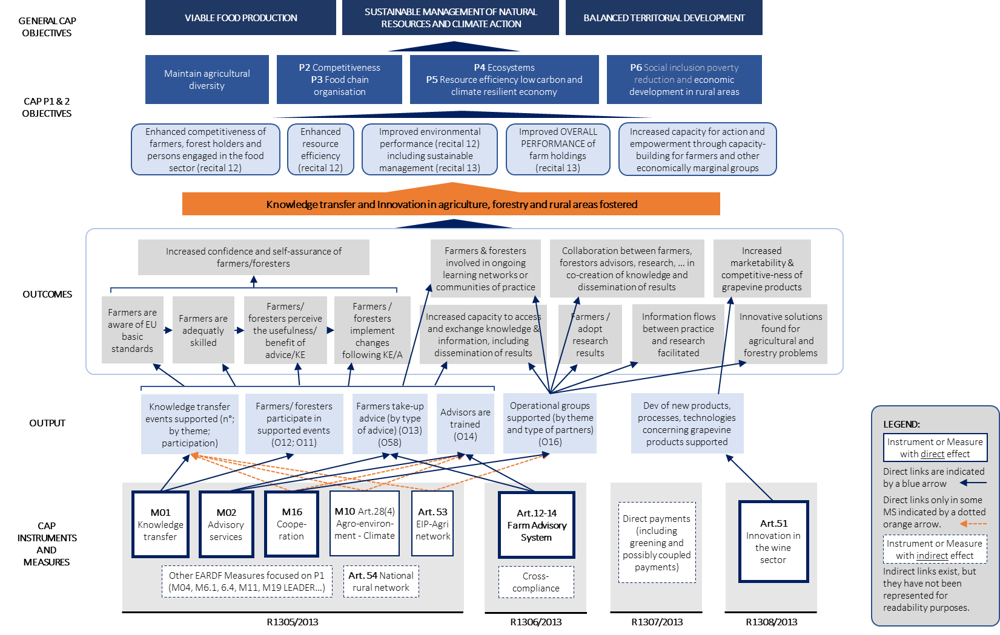 GENERAL CAP
OBJECTIVES
VIABLE FOOD PRODUCTION
SUSTAINABLE MANAGEMENT OF NATURAL
RESOURCES AND CLIMATE ACTION
BALANCED TERRITORIAL DEVELOPMENT
CAP P1 & 2
OBJECTIVES
Maintain agricultural
diversity
P2 Competitiveness
P3 Food chain
organisation
P4 Ecosystems
P5 Resource efficiency low carbon and
climate resilient economy
P6 Social inclusion poverty
reduction and economic
development in rural areas
Enhanced competitiveness of
farmers, forest holders and
persons engaged in the food
sector (recital 12)
Enhanced
resource
efficiency
(recital 12)
Improved environmental
performance (recital 12)
including sustainable
management (recital 13)
Improved OVERALL
PERFORMANCE of
farm holdings
(recital 13)
Increased capacity for action and
empowerment through capacity-
building for farmers and other
economically marginal groups
Knowledge transfer and Innovation in agriculture, forestry and rural areas fostered
OUTCOMES
Increased confidence and self-assurance of
farmers/foresters
Farmers & foresters
involved in ongoing
learning networks or
communities of practice
Collaboration between farmers,
forestors advisors, research, ... in
co-creation of knowledge and
dissemination of results
Increased
marketability &
competitive-ness of
grapevine products
Farmers are
aware of EU
basic
standards
Farmers are
adequatly
skilled
Farmers/
foresters perceive
the usefulness/
benefit of
advice/KE
Farmers /
foresters
implement
changes
following KE/A
Increased capacity to access
and exchange knowledge &
information, including
dissemination of results
Farmers /
adopt
research
results
Information flows
between practice
and research
facilitated
Innovative solutions
found for
agricultural and
forestry problems
OUTPUT
Knowledge transfer
events supported (n°;
by theme;
participation)
Farmers/ foresters
participate in
supported events
(O12; O11)
Farmers take-up
advice (by type
of advice) (O13)
(O58)
Advisors are
trained
(O14)
Operational groups
supported (by theme
and type of partners)
(O16)
Dev of new products,
processes, technologies
concerning grapevine
products supported
CAP
INSTRUMENTS
AND
MEASURES
M01
Knowledge
transfer
M02
Advisory
services
M16
Coope-
ration
M10 Art.28(4)
Agro-environ-
ment - Climate
Art. 53
EIP-Agri
network
Other EARDF Measures focused on P1
(M04, M6.1, 6.4, M11, M19 LEADER...)
Art. 54 National
rural network
R1305/2013
Art.12-14
Farm Advisory
System
Cross-
compliance
R1306/2013
Direct payments
(including
greening and
possibly coupled
payments)
R1307/2013
Art.51
Innovation in
the wine
sector
R1308/2013
LEGEND:
Instrument or Measure
with direct effect
Direct links are indicated
by a blue arrow
Direct links only in some
MS indicated by a dotted
orange arrow.
Instrument or Measure
with indirect effect
Indirect links exist, but
they have not been
represented for
readability purposes.